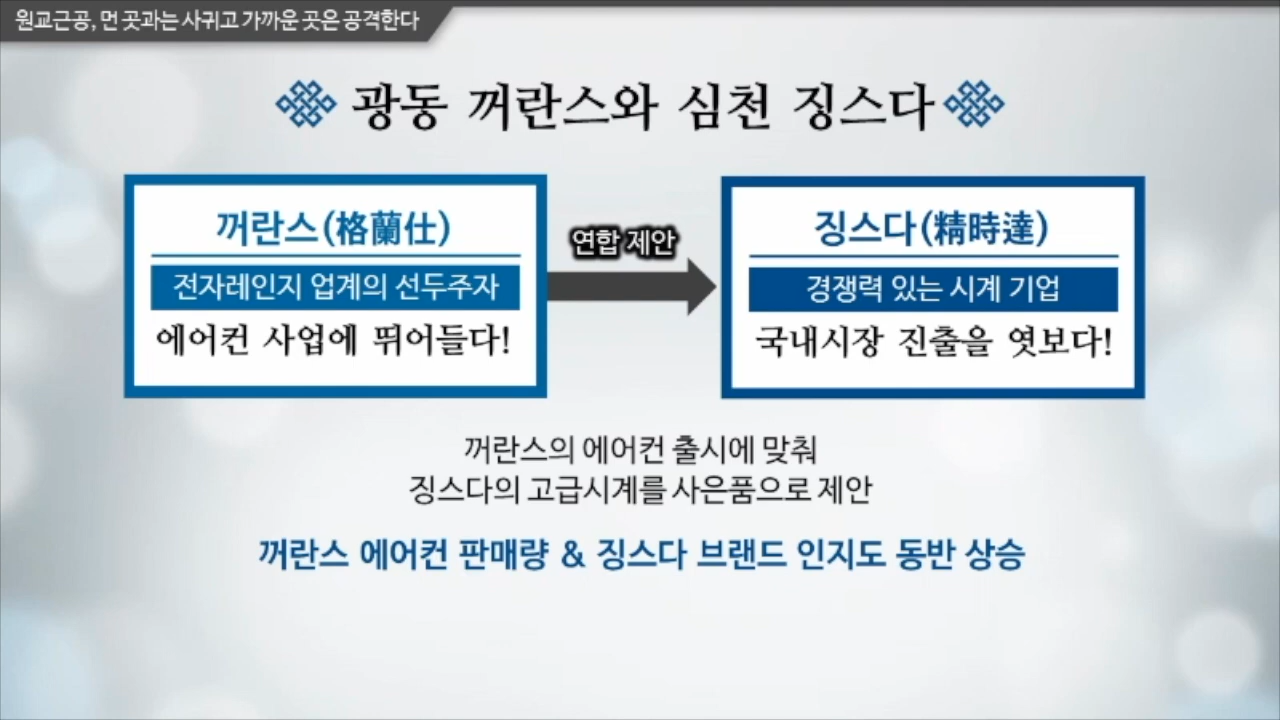 원교근공, 먼 곳과는 사귀고 가까운 곳은 공격한다
광동 꺼란스와 심천 징스다
꺼란스(格蘭仕)
전자레인지 업계의 선두주자
에어컨 사업에 뛰어들다!
연합 제안
징스다(精時達)
경쟁력 있는 시계 기업
국내시장 진출을 엿보다!
꺼란스의 에어컨 출시에 맞춰
징스다의 고급시계를 사은품으로 제안
꺼란스 에어컨 판매량 & 징스다 브랜드 인지도 동반 상승